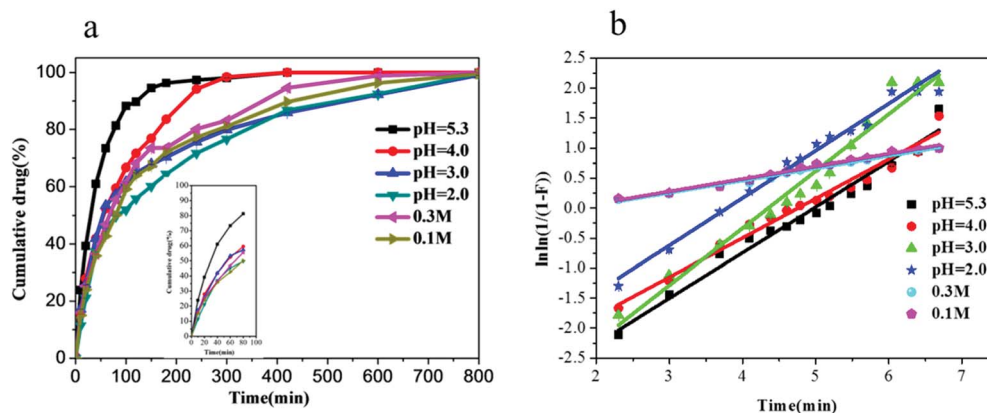 a
Cumulative drug(%)
100
80
60
40
20
0
0 100 200 300 400 500 600 700 800
Time(min)
pH=5.3
pH=4.0
pH=3.0
pH=2.0
0.3M
0.1M
Cumulative drug(%)
90
80
70
60
50
40
30
20
10
0
0 20 40 60 80 100
Time(min)
b
lnln(1/(1-F))
2.5
2.0
1.5
1.0
0.5
0.0
-0.5
-1.0
-1.5
-2.0
-2.5
2 3 4 5 6 7
Time(min)
pH=5.3
pH=4.0
pH=3.0
pH=2.0
0.3M
0.1M